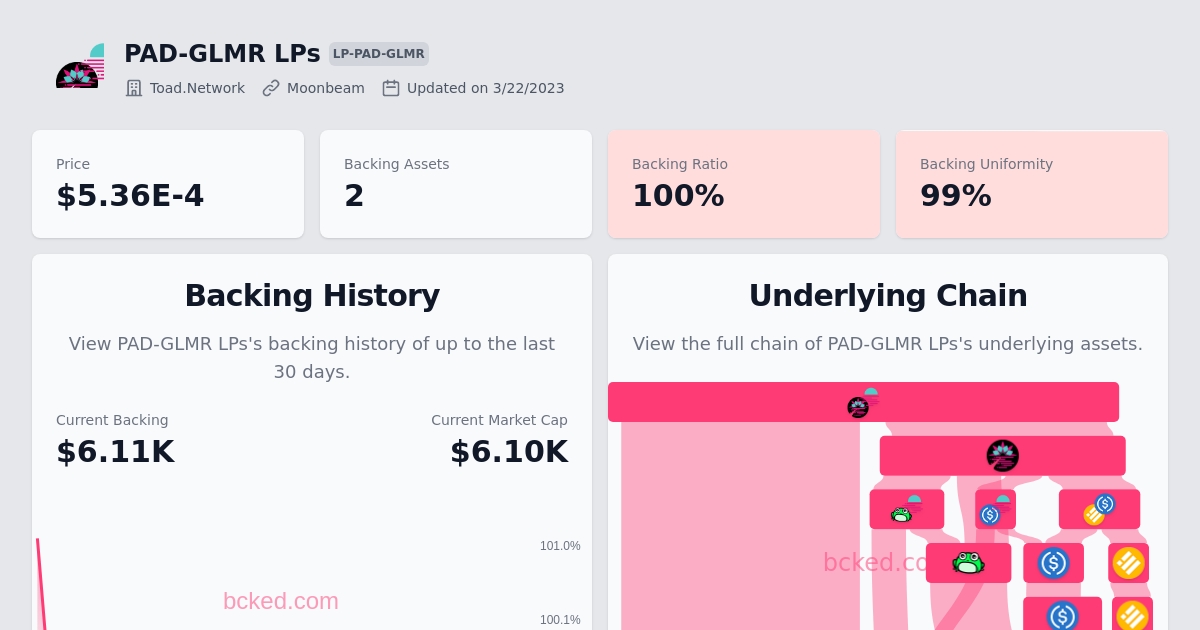 PAD-GLMR LPs LP-PAD-GLMR
Toad.Network Moonbeam Updated on 3/22/2023
Price
$5.36E-4
Backing Assets
2
Backing Ratio
100%
Backing Uniformity
99%
Backing History
View PAD-GLMR LPs's backing history of up to the last
30 days.
Current Backing
$6.11K
Current Market Cap
$6.10K
101.0%
bcked.com
100.1%
Underlying Chain
View the full chain of PAD-GLMR LPs's underlying assets.
bcked.co